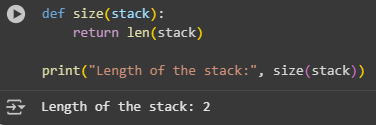 def size(stack):
    return len(stack)
print("Length of the stack:", size(stack))
Length of the stack: 2